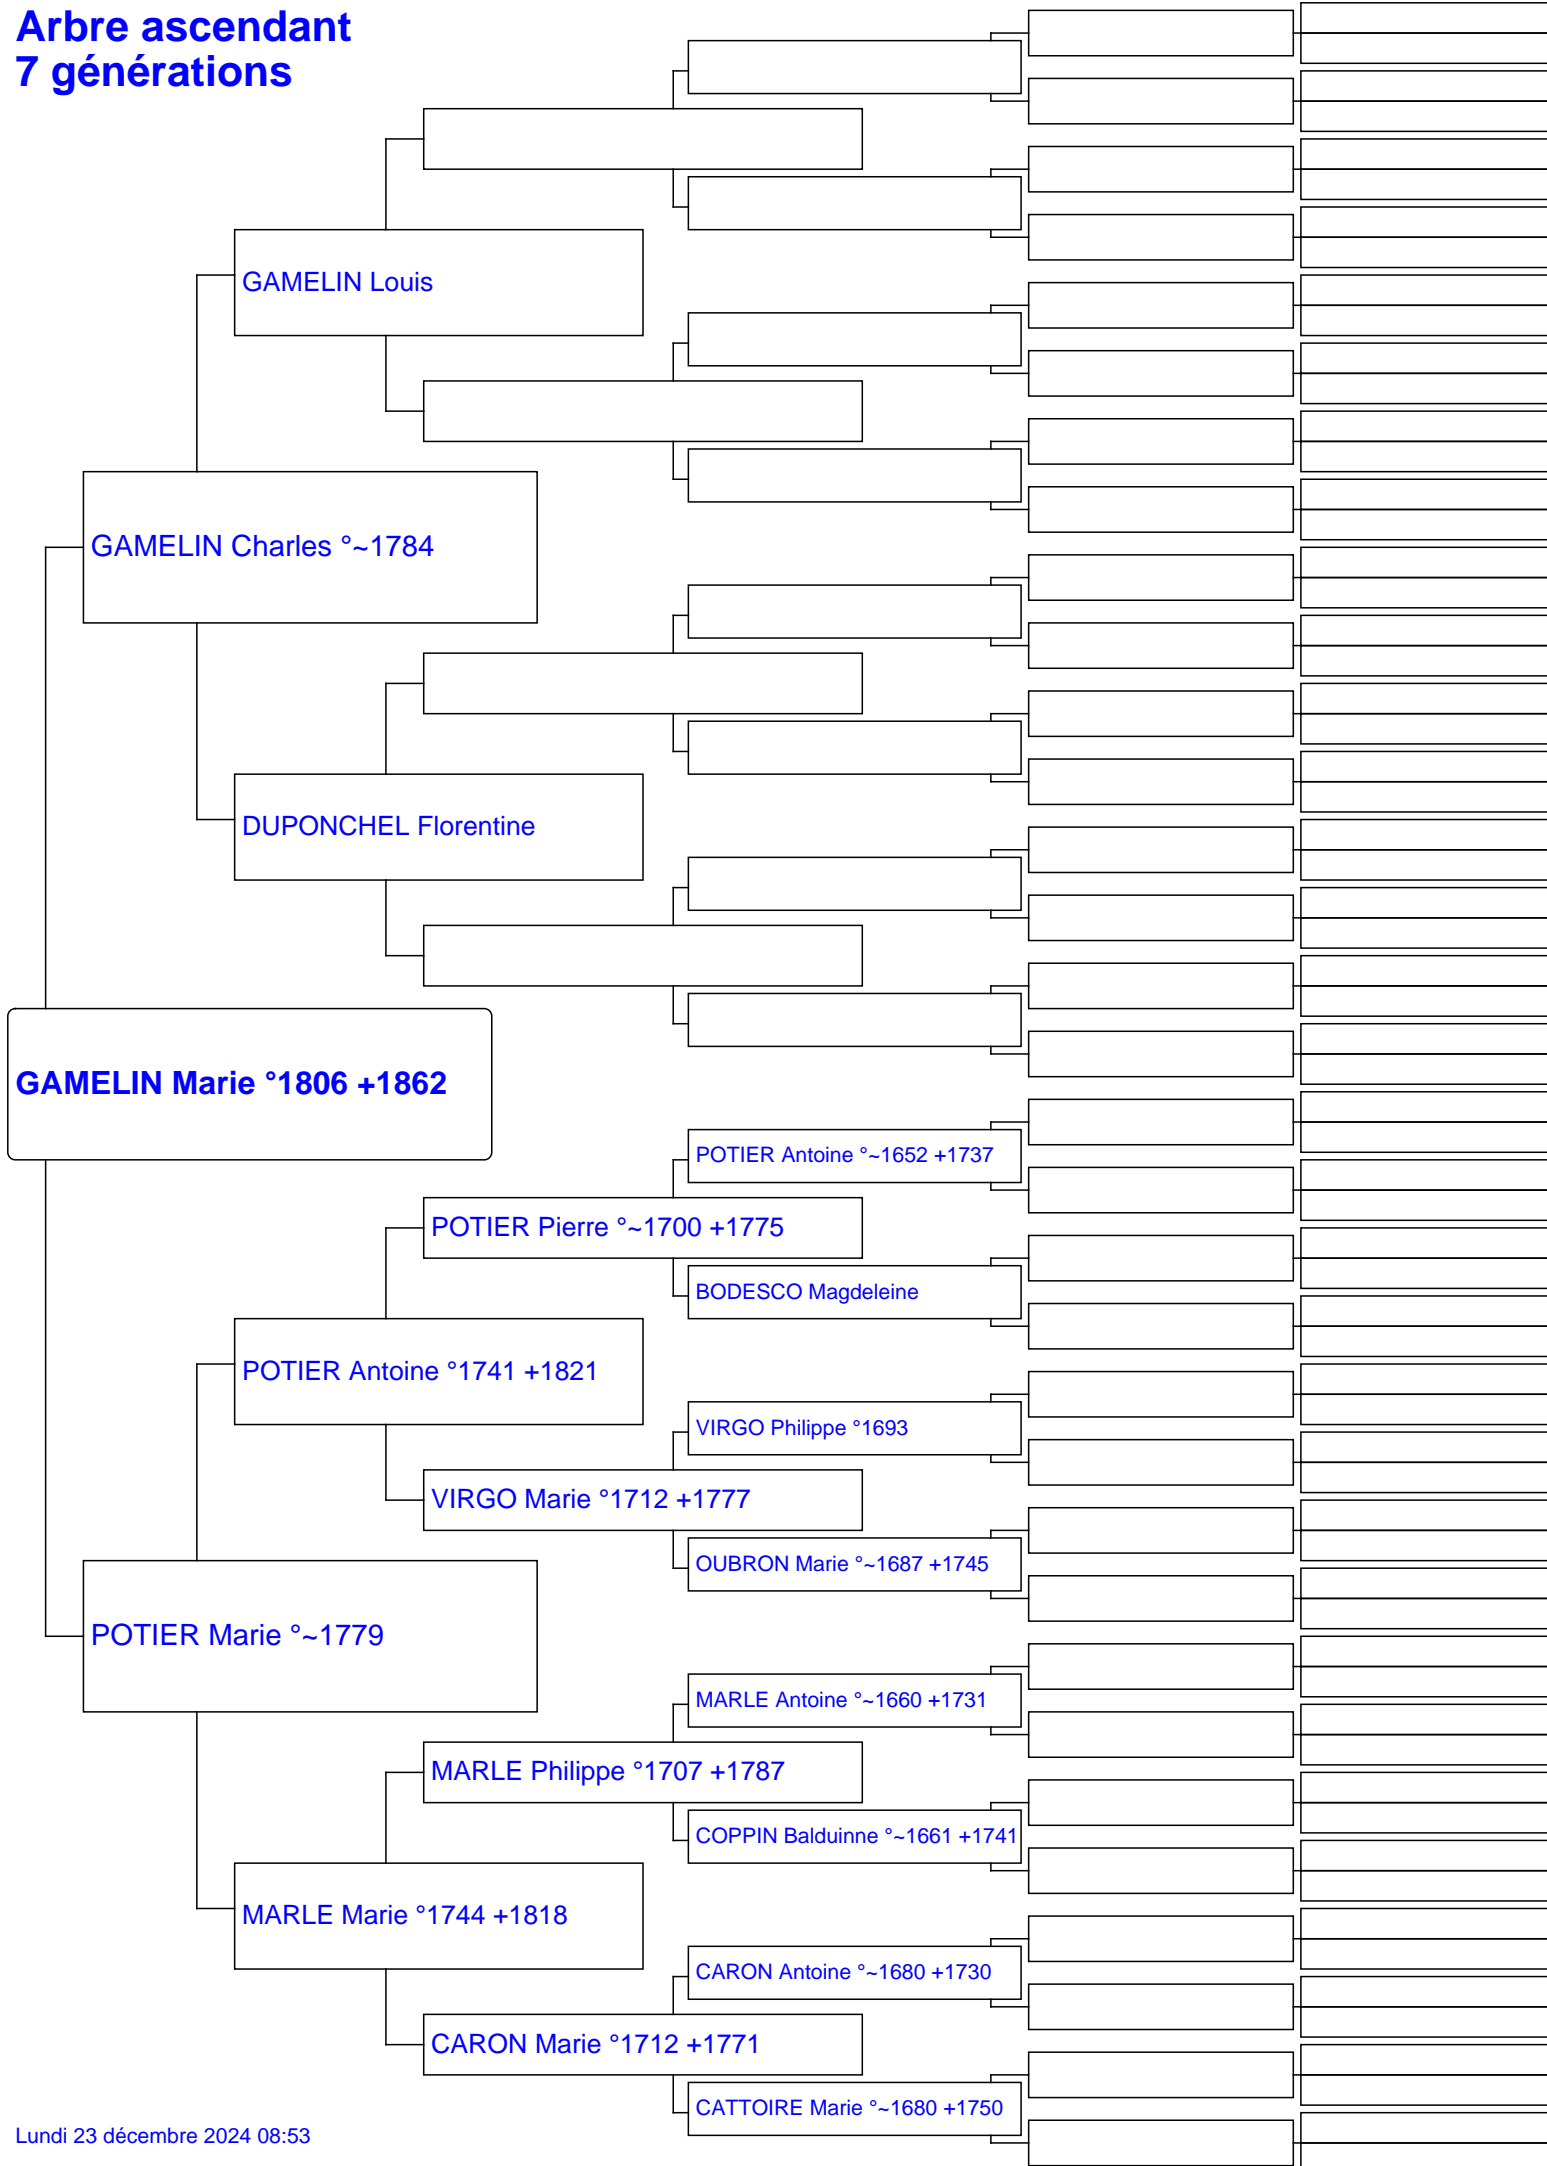 Arbre ascendant
7 générations
GAMELIN Louis
GAMELIN Charles °~1784
DUPONCHEL Florentine
GAMELIN Marie °1806 +1862
POTIER Antoine °~1652 +1737
POTIER Pierre °~1700 +1775
BODESCO Magdeleine
POTIER Antoine °1741 +1821
VIRGO Philippe °1693
VIRGO Marie °1712 +1777
OUBRON Marie °~1687 +1745
POTIER Marie °~1779
MARLE Antoine °~1660 +1731
MARLE Philippe °1707 +1787
COPPIN Balduinne °~1661 +1741
MARLE Marie °1744 +1818
CARON Antoine °~1680 +1730
CARON Marie °1712 +1771
CATTOIRE Marie °~1680 +1750
Lundi 23 décembre 2024 08:53